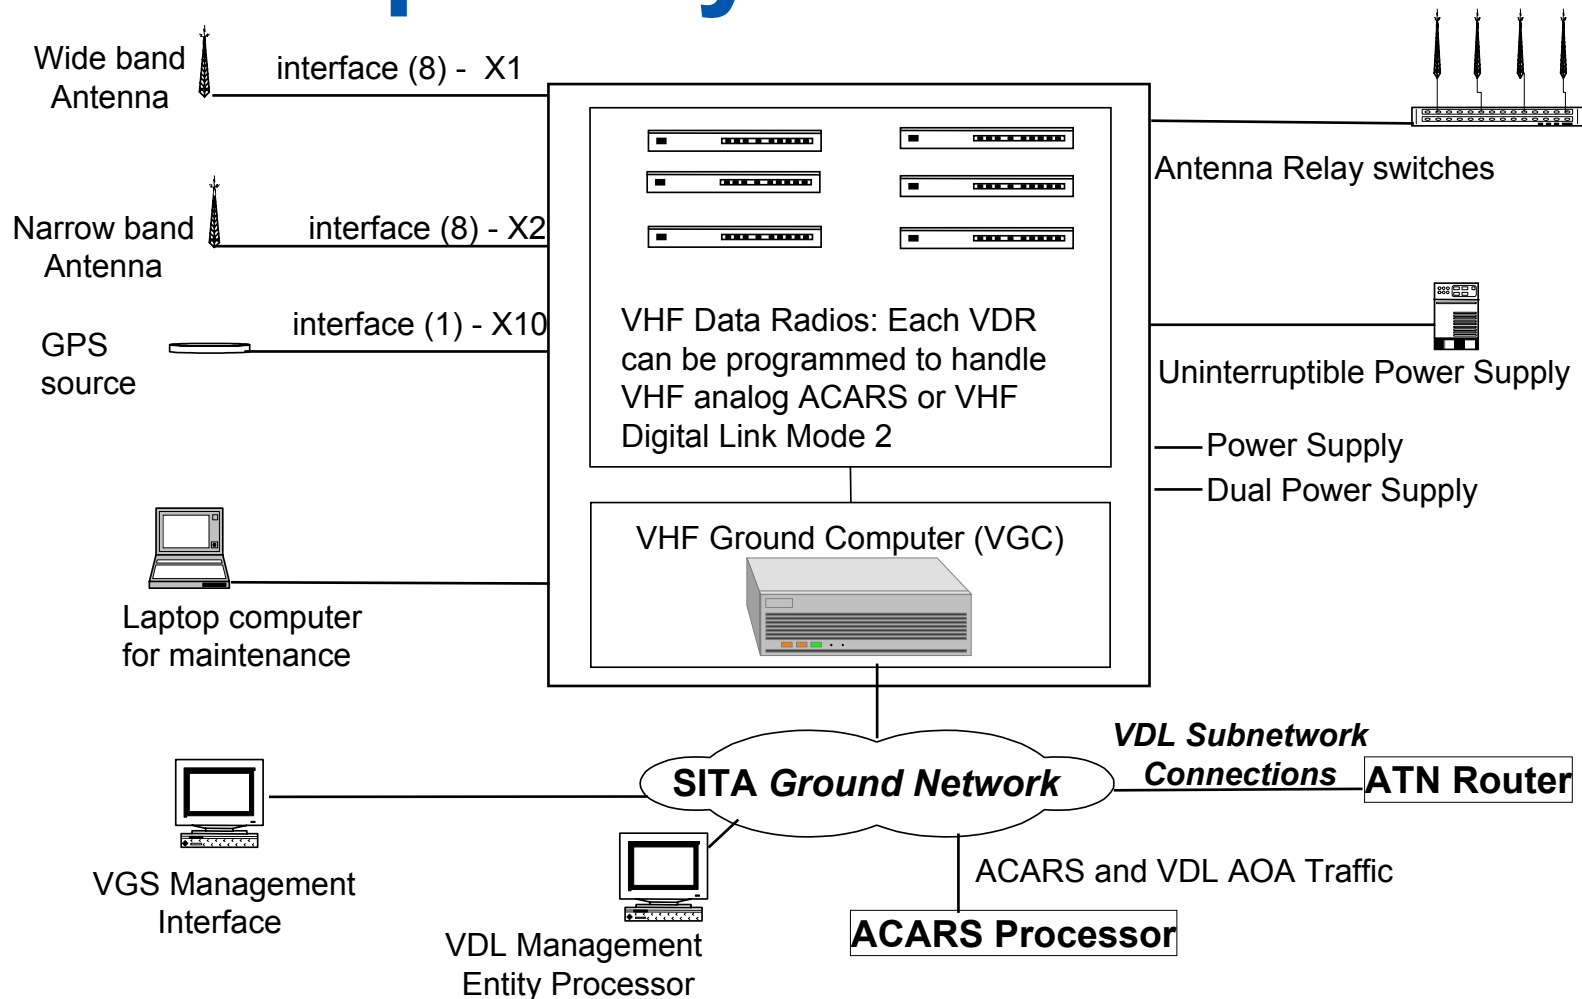 Wide band
Antenna
interface (8) - X1
Narrow band
Antenna
interface (8) - X2
GPS
source
interface (1) - X10
Laptop computer
for maintenance
VHF Data Radios: Each VDR
can be programmed to handle
VHF analog ACARS or VHF
Digital Link Mode 2
VHF Ground Computer (VGC)
Antenna Relay switches
Uninterruptible Power Supply
Power Supply
Dual Power Supply
SITA Ground Network
VDL Subnetwork
Connections
ATN Router
VGS Management
Interface
VDL Management
Entity Processor
ACARS and VDL AOA Traffic
ACARS Processor